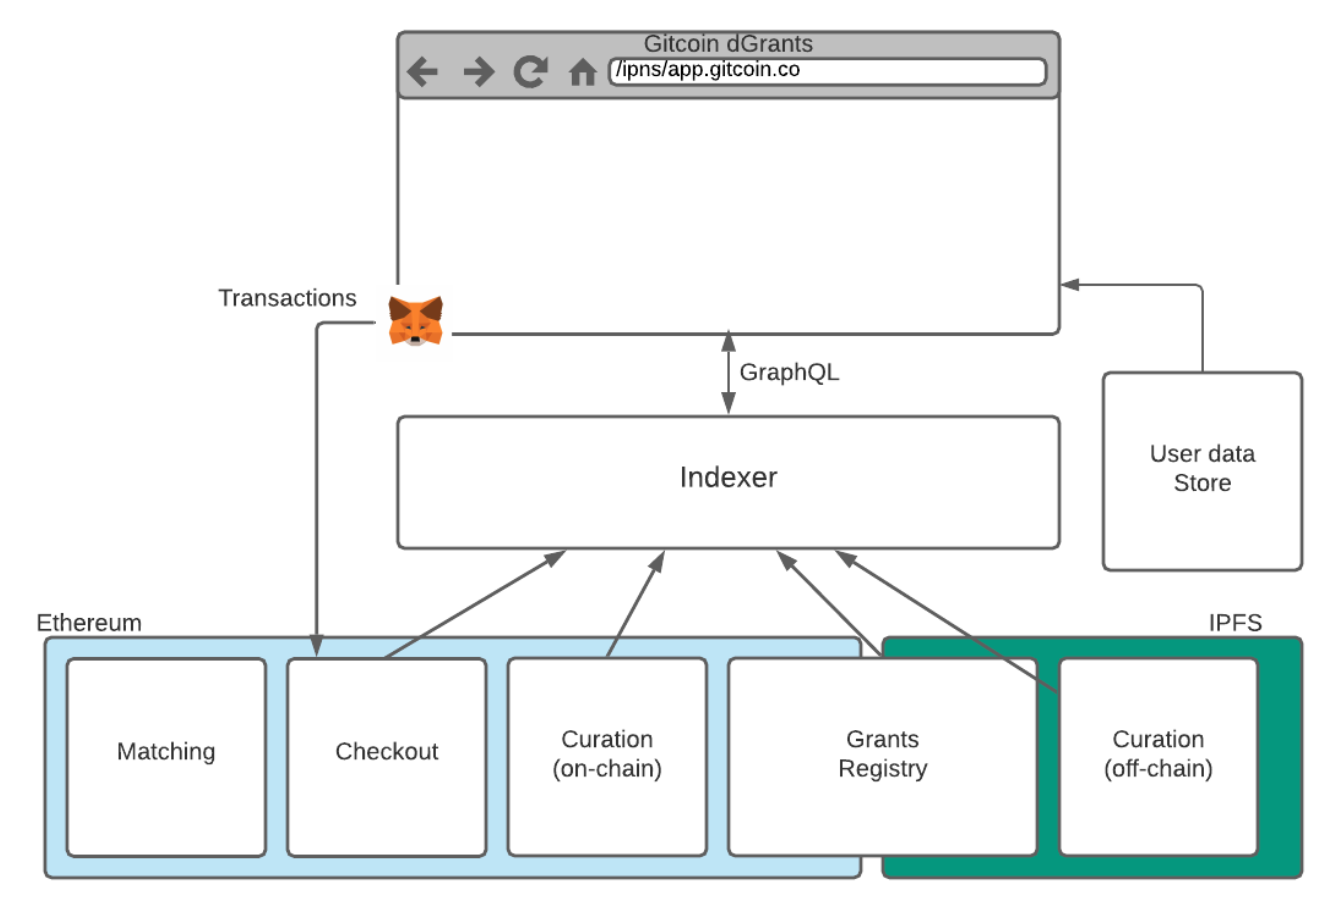 Gitcoin dGrants
/ipns/app.gitcoin.co
Transactions
GraphQL
Indexer
User data
Store
Ethereum
IPFS
Matching
Checkout
Curation
(on-chain)
Grants
Registry
Curation
(off-chain)